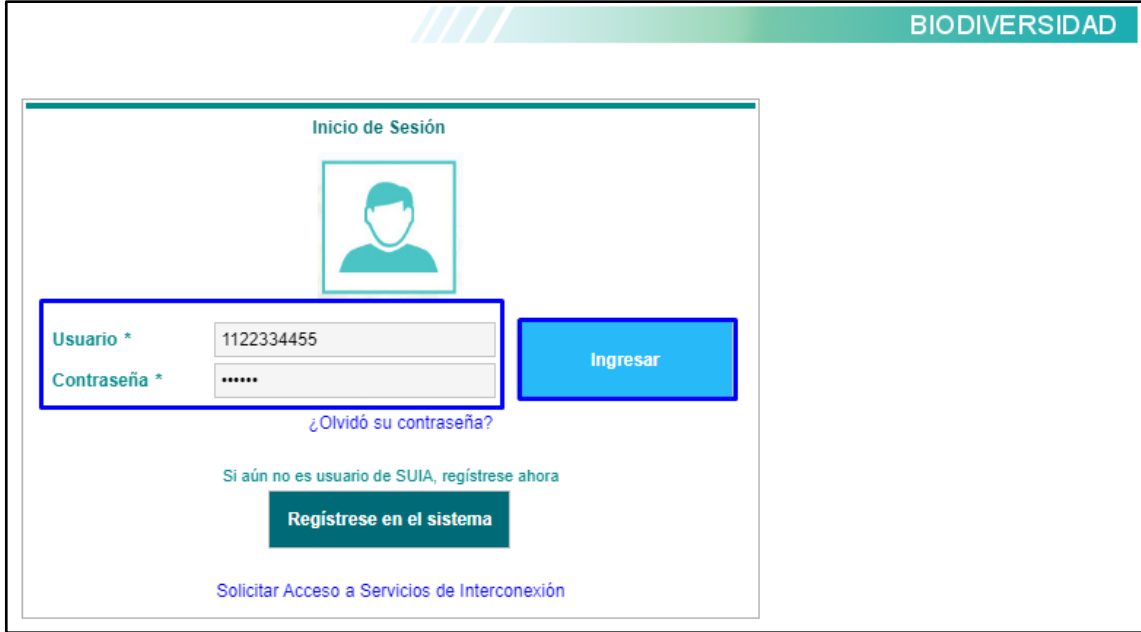 BIODIVERSIDAD
Inicio de Sesión
Usuario * 1122334455
Ingresar
Contraseña * ••••••
¿Olvidó su contraseña?
Si aún no es usuario de SUIA, regístrese ahora
Regístrese en el sistema
Solicitar Acceso a Servicios de Interconexión